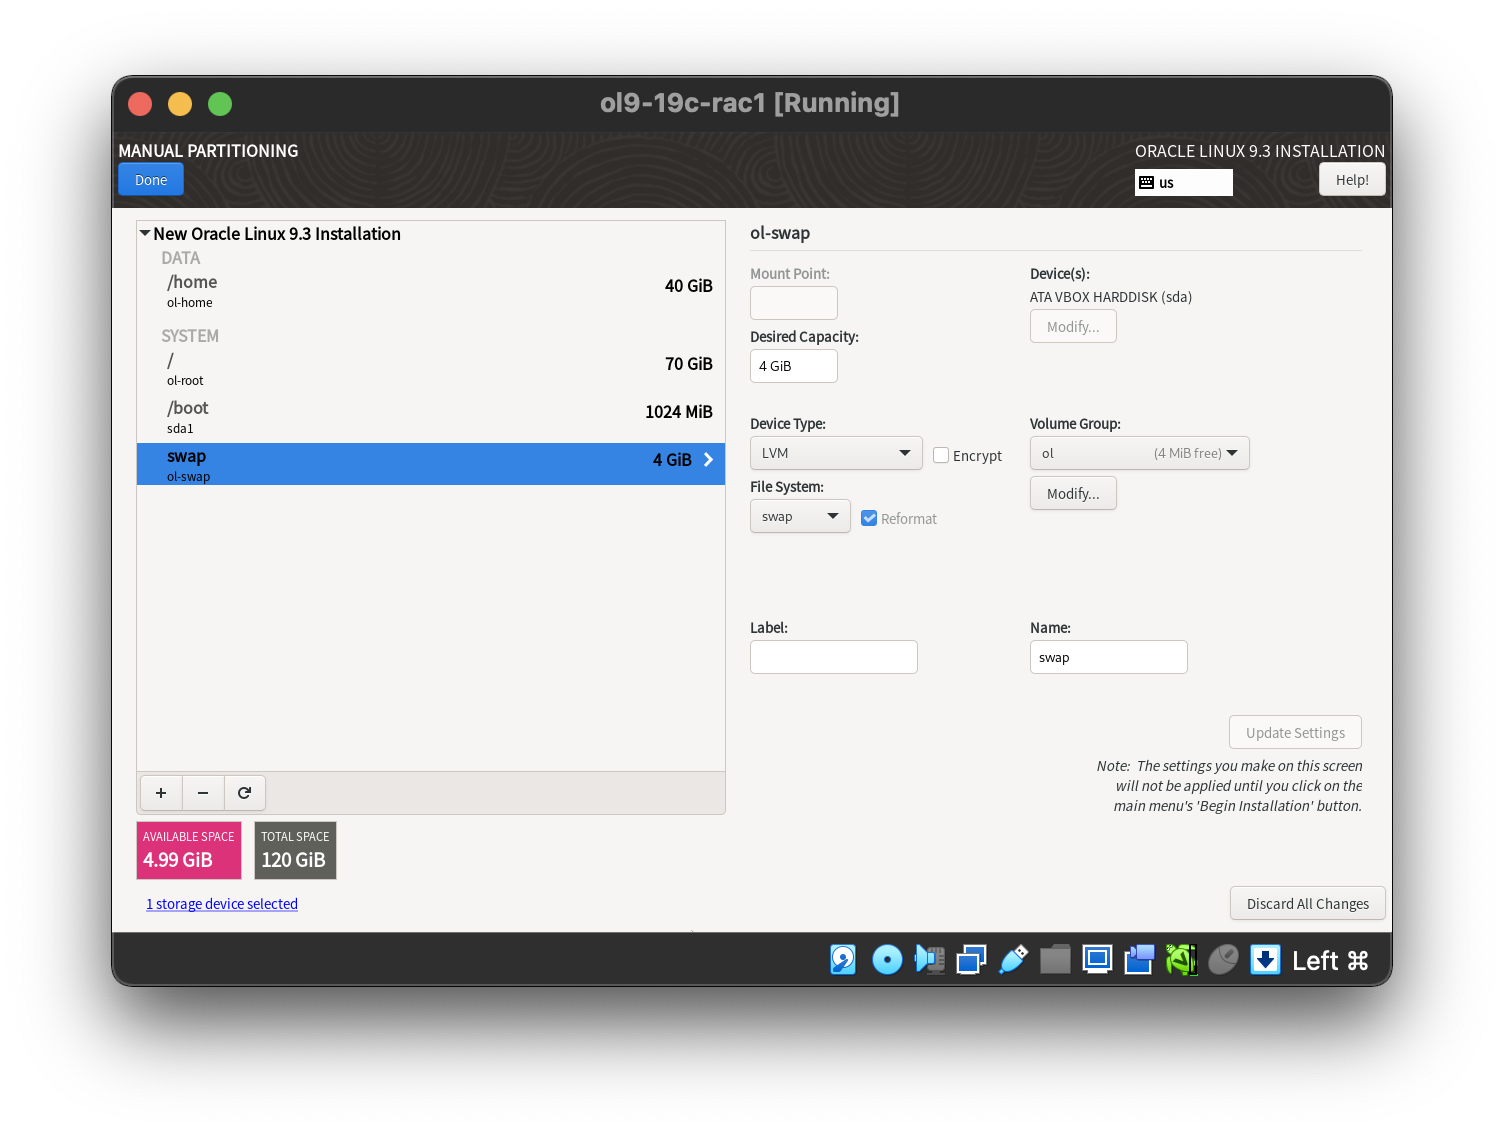 ol9-19c-rac1 [Running]
MANUAL PARTITIONING
ORACLE LINUX 9.3 INSTALLATION
Done
us
Help!
New Oracle Linux 9.3 Installation
DATA
/home
40 GiB
ol-home
SYSTEM
/
70 GiB
ol-root
/boot
1024 MiB
sda1
swap
4 GiB
ol-swap
AVAILABLE SPACE
4.99 GiB
TOTAL SPACE
120 GiB
1 storage device selected
ol-swap
Mount Point:
Device(s):
ATA VBOX HARDDISK (sda)
Modify...
Desired Capacity:
4 GiB
Device Type:
Volume Group:
LVM
Encrypt
ol (4 MiB free)
File System:
Modify...
swap
Reformat
Label:
Name:
swap
Update Settings
Note: The settings you make on this screen
will not be applied until you click on the
main menu's 'Begin Installation' button.
Discard All Changes
Left ⌘